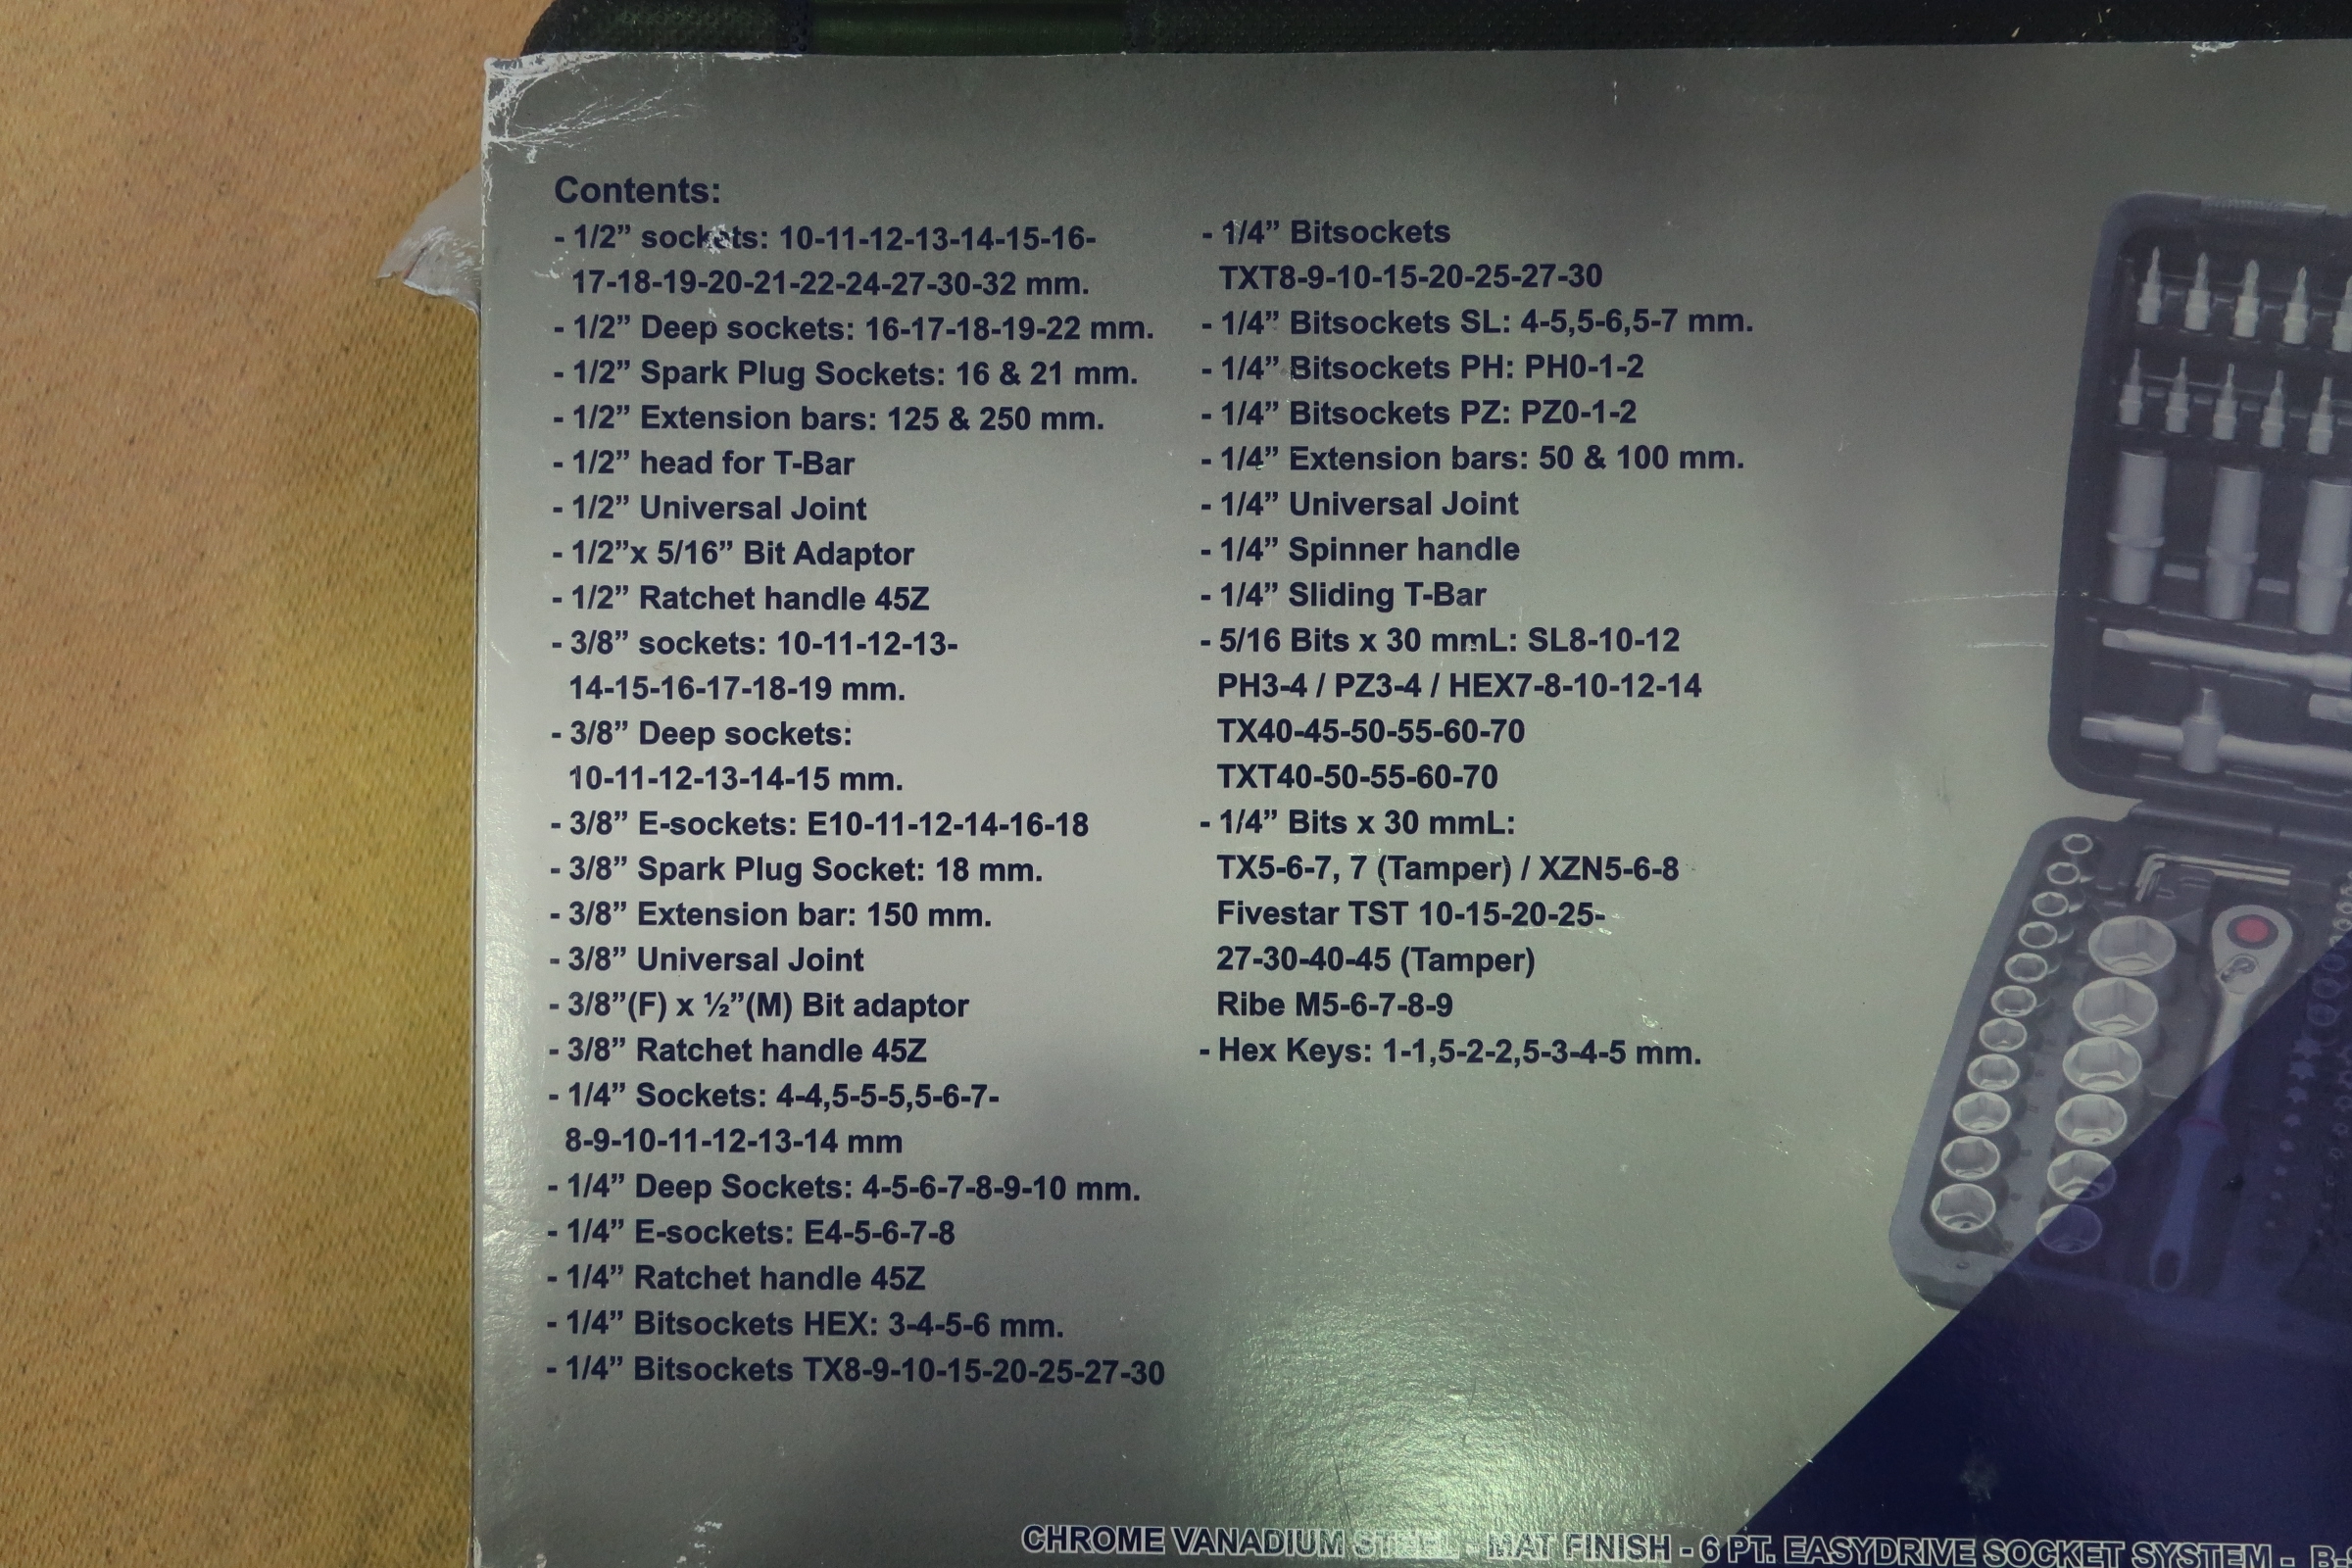 Contents:
- 1/2” sockets: 10-11-12-13-14-15-16-
17-18-19-20-21-22-24-27-30-32 mm.
- 1/2” Deep sockets: 16-17-18-19-22 mm.
- 1/2” Spark Plug Sockets: 16 & 21 mm.
- 1/2” Extension bars: 125 & 250 mm.
- 1/2” head for T-Bar
- 1/2” Universal Joint
- 1/2”x 5/16” Bit Adaptor
- 1/2” Ratchet handle 45Z
- 3/8” sockets: 10-11-12-13-
14-15-16-17-18-19 mm.
- 3/8” Deep sockets:
10-11-12-13-14-15 mm.
- 3/8” E-sockets: E10-11-12-14-16-18
- 3/8” Spark Plug Socket: 18 mm.
- 3/8” Extension bar: 150 mm.
- 3/8” Universal Joint
- 3/8”(F) x ½”(M) Bit adaptor
- 3/8” Ratchet handle 45Z
- 1/4” Sockets: 4-4,5-5-5,5-6-7-
8-9-10-11-12-13-14 mm
- 1/4” Deep Sockets: 4-5-6-7-8-9-10 mm.
- 1/4” E-sockets: E4-5-6-7-8
- 1/4” Ratchet handle 45Z
- 1/4” Bitsockets HEX: 3-4-5-6 mm.
- 1/4” Bitsockets TX8-9-10-15-20-25-27-30
- 1/4” Bitsockets
TXT8-9-10-15-20-25-27-30
- 1/4” Bitsockets SL: 4-5,5-6,5-7 mm.
- 1/4” Bitsockets PH: PH0-1-2
- 1/4” Bitsockets PZ: PZ0-1-2
- 1/4” Extension bars: 50 & 100 mm.
- 1/4” Universal Joint
- 1/4” Spinner handle
- 1/4” Sliding T-Bar
- 5/16 Bits x 30 mmL: SL8-10-12
PH3-4 / PZ3-4 / HEX7-8-10-12-14
TX40-45-50-55-60-70
TXT40-50-55-60-70
- 1/4” Bits x 30 mmL:
TX5-6-7, 7 (Tamper) / XZN5-6-8
Fivestar TST 10-15-20-25-
27-30-40-45 (Tamper)
Ribe M5-6-7-8-9
- Hex Keys: 1-1,5-2-2,5-3-4-5 mm.
CHROME VANADIUM STEEL - MAT FINISH - 6 PT. EASYDRIVE SOCKET SYSTEM -